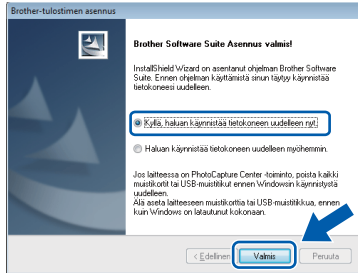 Brother-tulostimen asennus
Brother Software Suite Asennus valmis!
InstallShield Wizard on asentanut ohjelman Brother Software
Suite. Ennen ohjelman käyttämistä sinun täytyy käynnistää
tietokoneesi uudelleen.
Kyllä, haluan käynnistää tietokoneen uudelleen nyt.
Haluan käynnistää tietokoneen uudelleen myöhemmin.
Jos laitteessa on PhotoCapture Center -toiminto, poista kaikki
muistikortit tai USB-muistitikut ennen Windowsin käynnistystä
uudelleen.
Älä aseta laitteeseen muistikorttia tai USB-muistitikkua, ennen
kuin Windows on latautunut kokonaan.
< Edellinen Valmis Peruuta